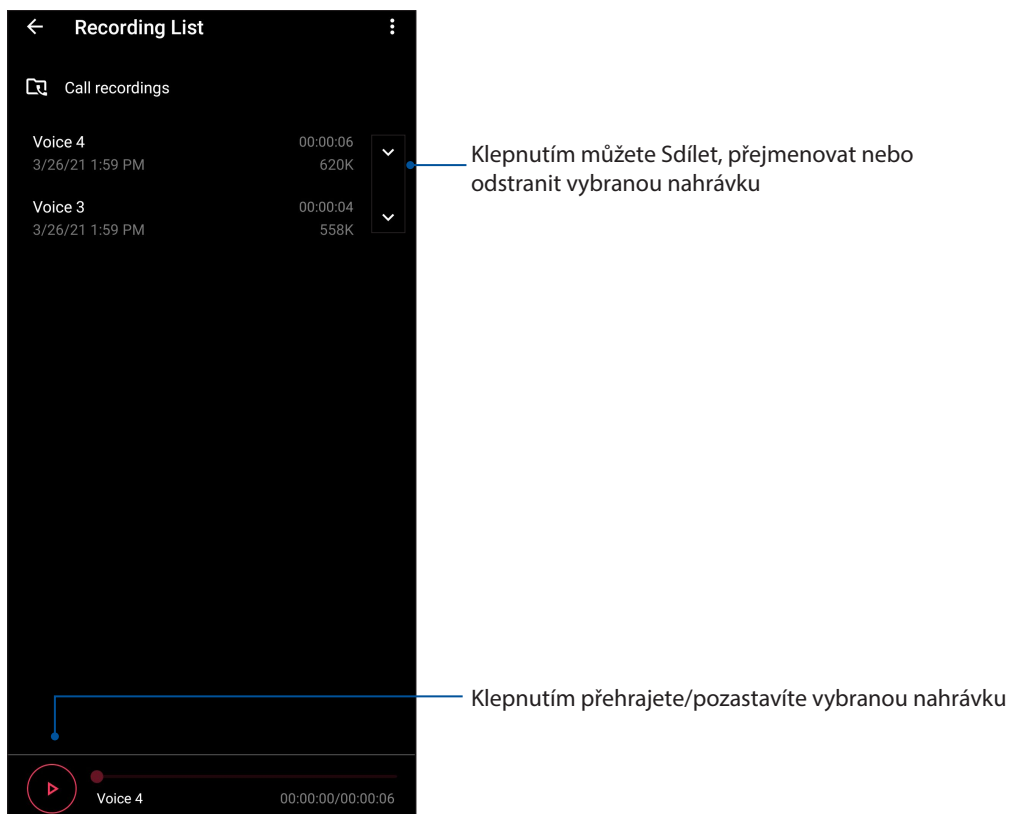 Recording List
Call recordings
Voice 4 00:00:06
3/26/21 1:59 PM 620K
Klepnutím můžete Sdílet, přejmenovat nebo
odstranit vybranou nahrávku
Voice 3 00:00:04
3/26/21 1:59 PM 558K
Klepnutím přehrajete/pozastavíte vybranou nahrávku
Voice 4 00:00:00/00:00:06